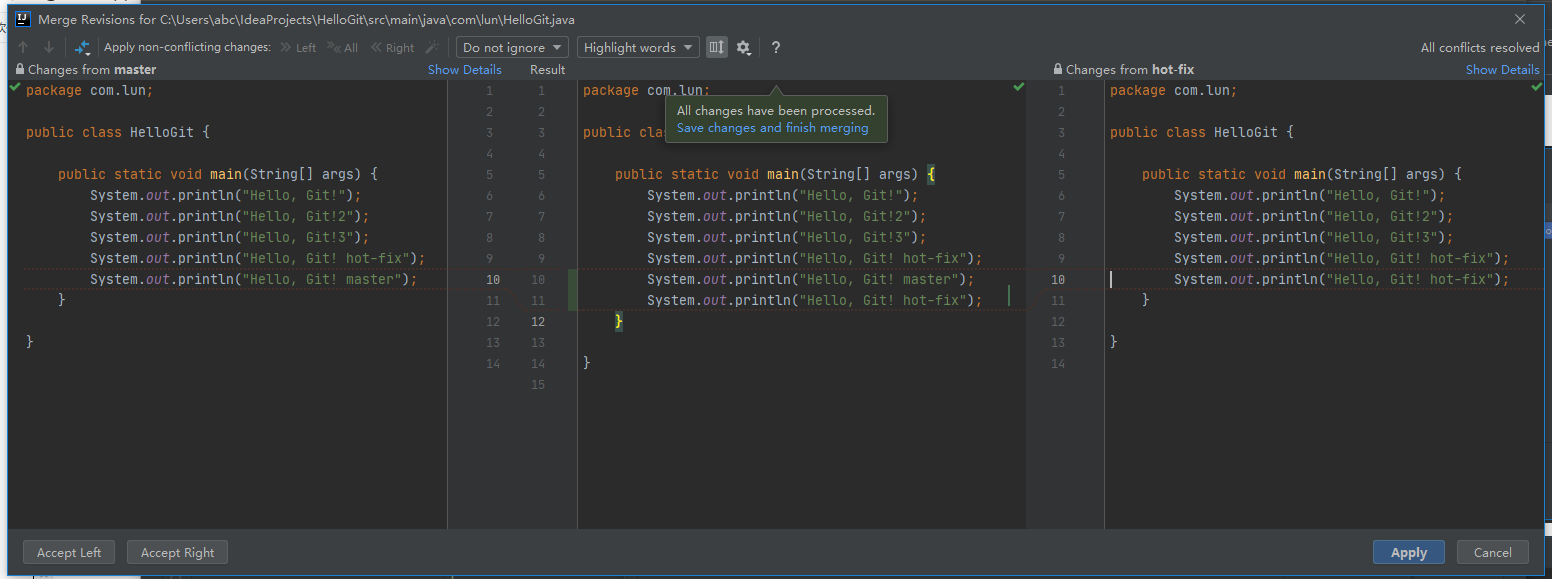 Merge Revisions for C:\Users\abc\IdeaProjects\HelloGit\src\main\java\com\lun\HelloGit.java
Apply non-conflicting changes: Left All Right Do not ignore Highlight words ? All conflicts resolved
Changes from master Show Details Result Changes from hot-fix Show Details
package com.lun;
public class HelloGit {
    public static void main(String[] args) {
        System.out.println("Hello, Git!");
        System.out.println("Hello, Git!2");
        System.out.println("Hello, Git!3");
        System.out.println("Hello, Git! hot-fix");
        System.out.println("Hello, Git! master");
    }
}
1
2
3
4
5
6
7
8
9
10
11
12
13
14
1
2
3
4
5
6
7
8
9
10
11
12
13
14
15
package com.lun;
All changes have been processed.
Save changes and finish merging
public cla
    public static void main(String[] args) {
        System.out.println("Hello, Git!");
        System.out.println("Hello, Git!2");
        System.out.println("Hello, Git!3");
        System.out.println("Hello, Git! hot-fix");
        System.out.println("Hello, Git! master");
        System.out.println("Hello, Git! hot-fix");
    }
}
1
2
3
4
5
6
7
8
9
10
11
12
13
14
package com.lun;
public class HelloGit {
    public static void main(String[] args) {
        System.out.println("Hello, Git!");
        System.out.println("Hello, Git!2");
        System.out.println("Hello, Git!3");
        System.out.println("Hello, Git! hot-fix");
        System.out.println("Hello, Git! hot-fix");
    }
}
Accept Left Accept Right Apply Cancel